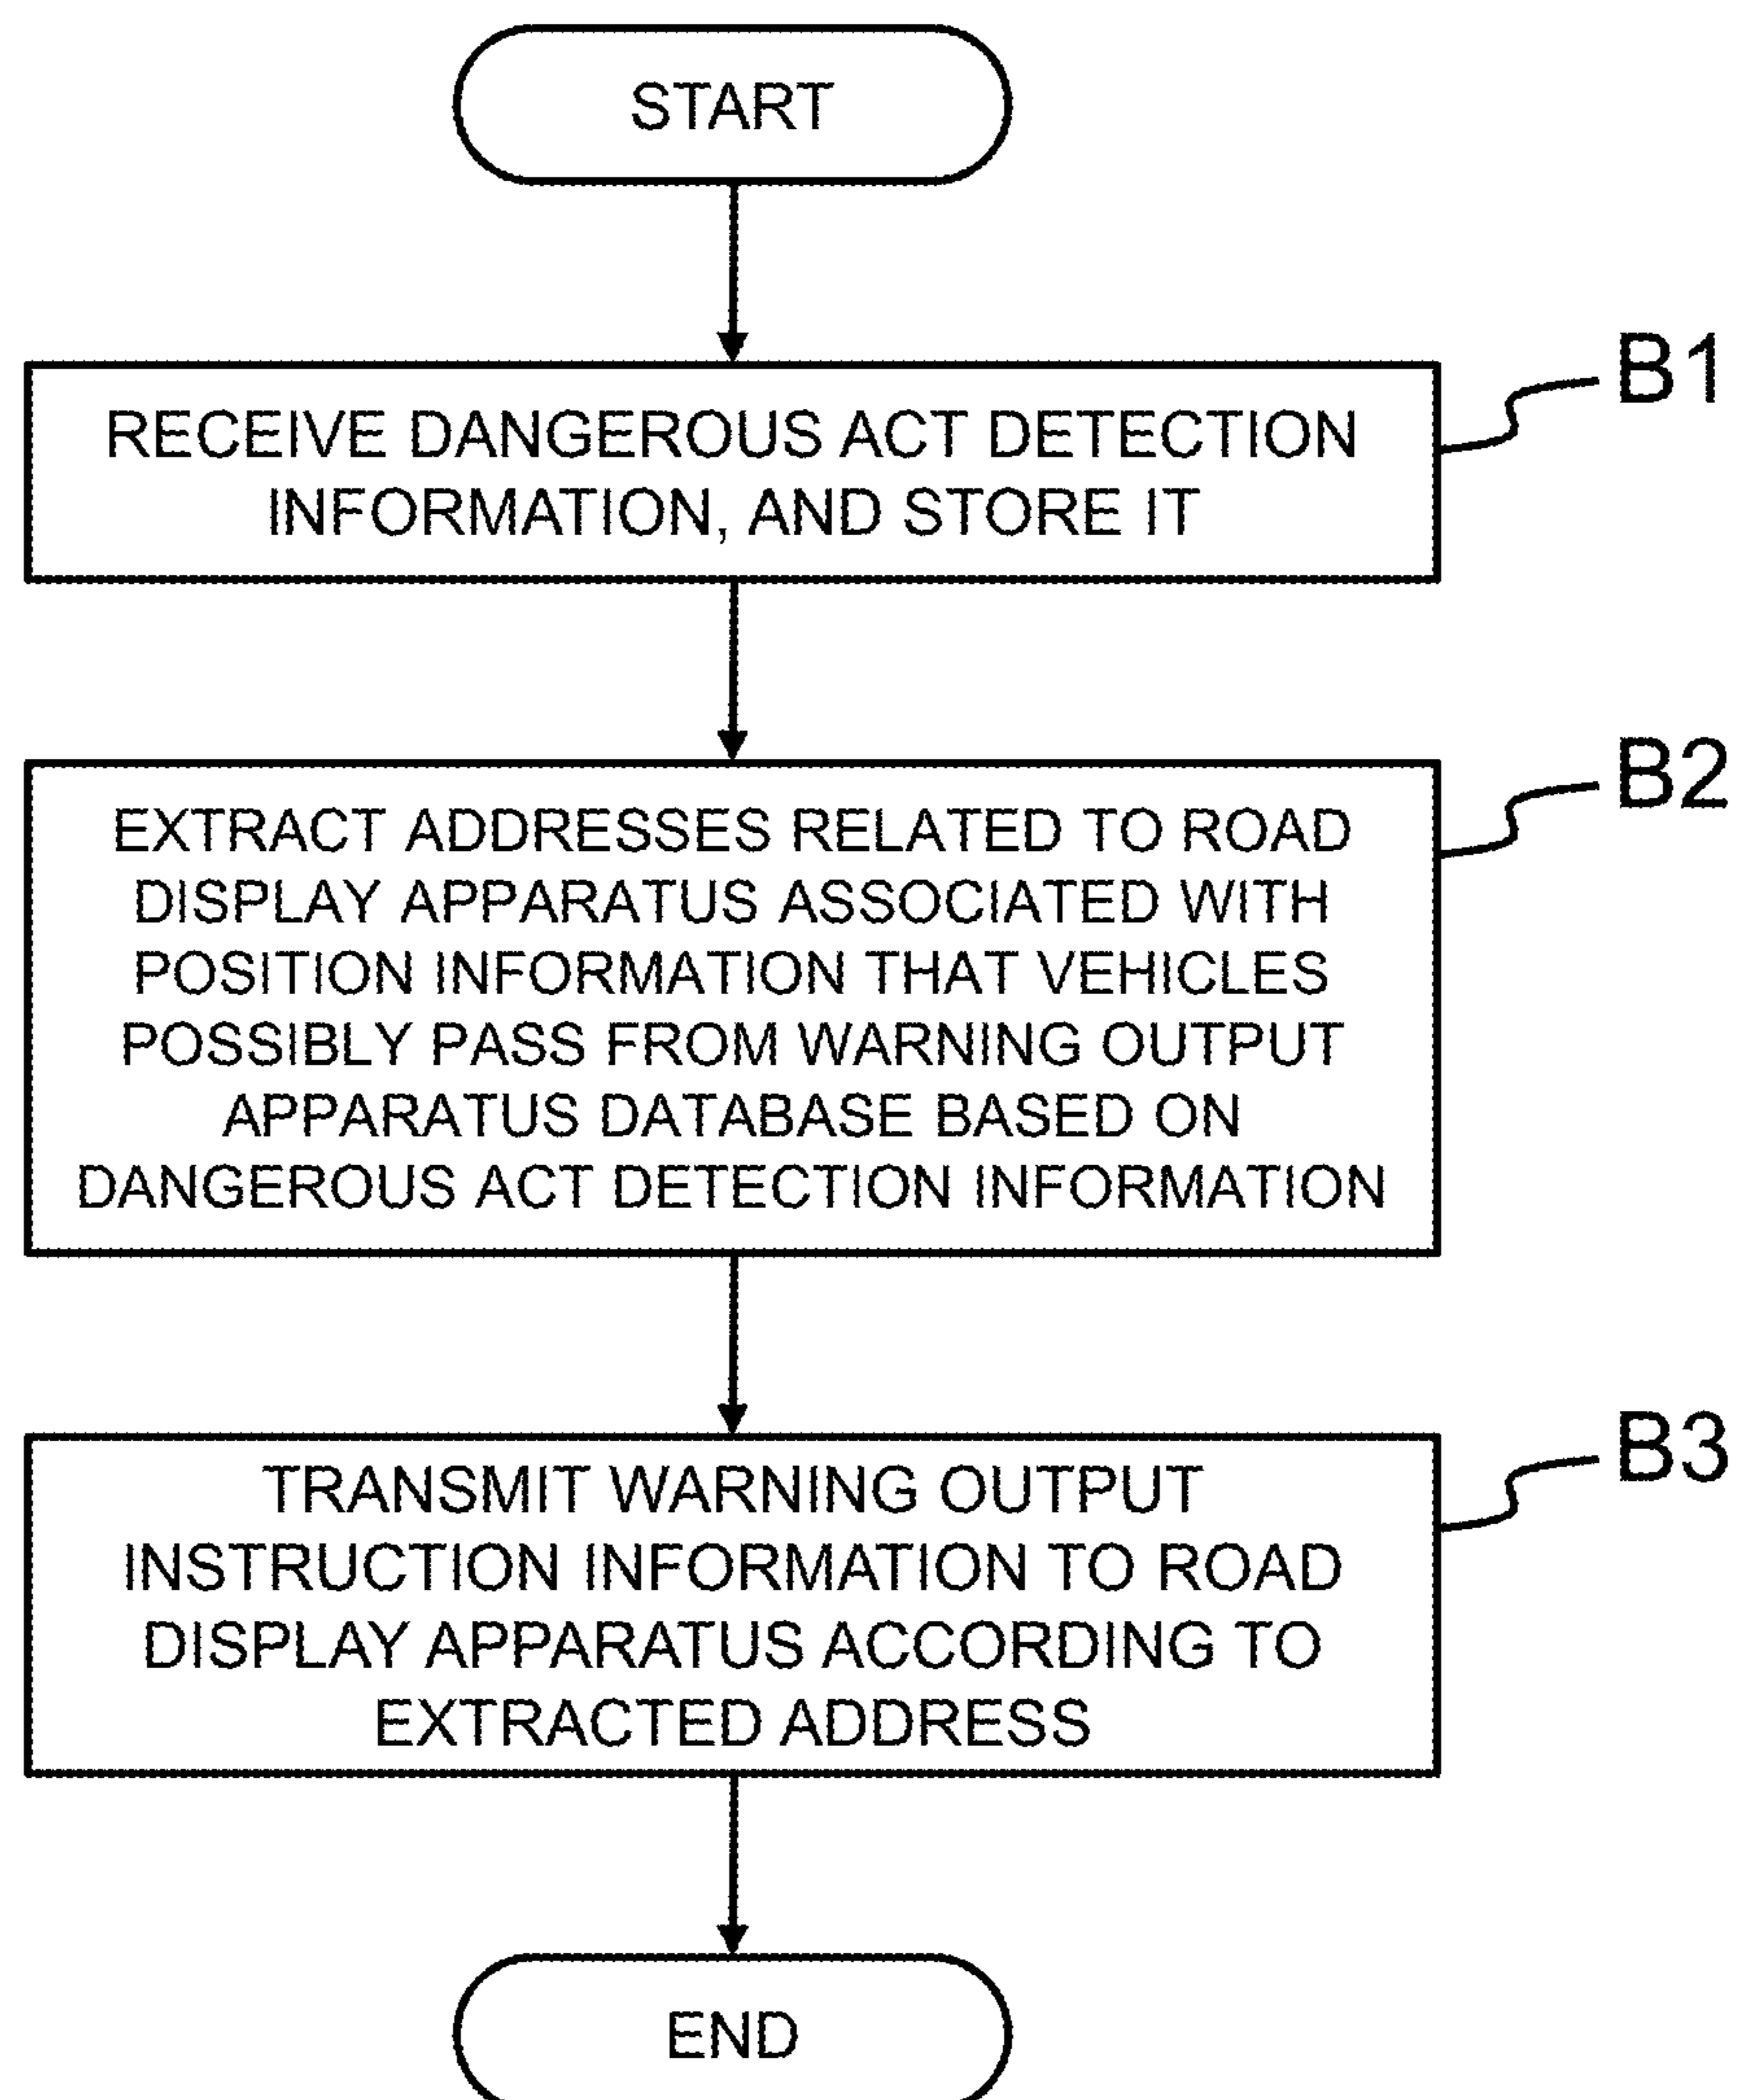 START
B1
RECEIVE DANGEROUS ACT DETECTION
INFORMATION, AND STORE IT
B2
EXTRACT ADDRESSES RELATED TO ROAD
DISPLAY APPARATUS ASSOCIATED WITH
POSITION INFORMATION THAT VEHICLES
POSSIBLY PASS FROM WARNING OUTPUT
APPARATUS DATABASE BASED ON
DANGEROUS ACT DETECTION INFORMATION
B3
TRANSMIT WARNING OUTPUT
INSTRUCTION INFORMATION TO ROAD
DISPLAY APPARATUS ACCORDING TO
EXTRACTED ADDRESS
END